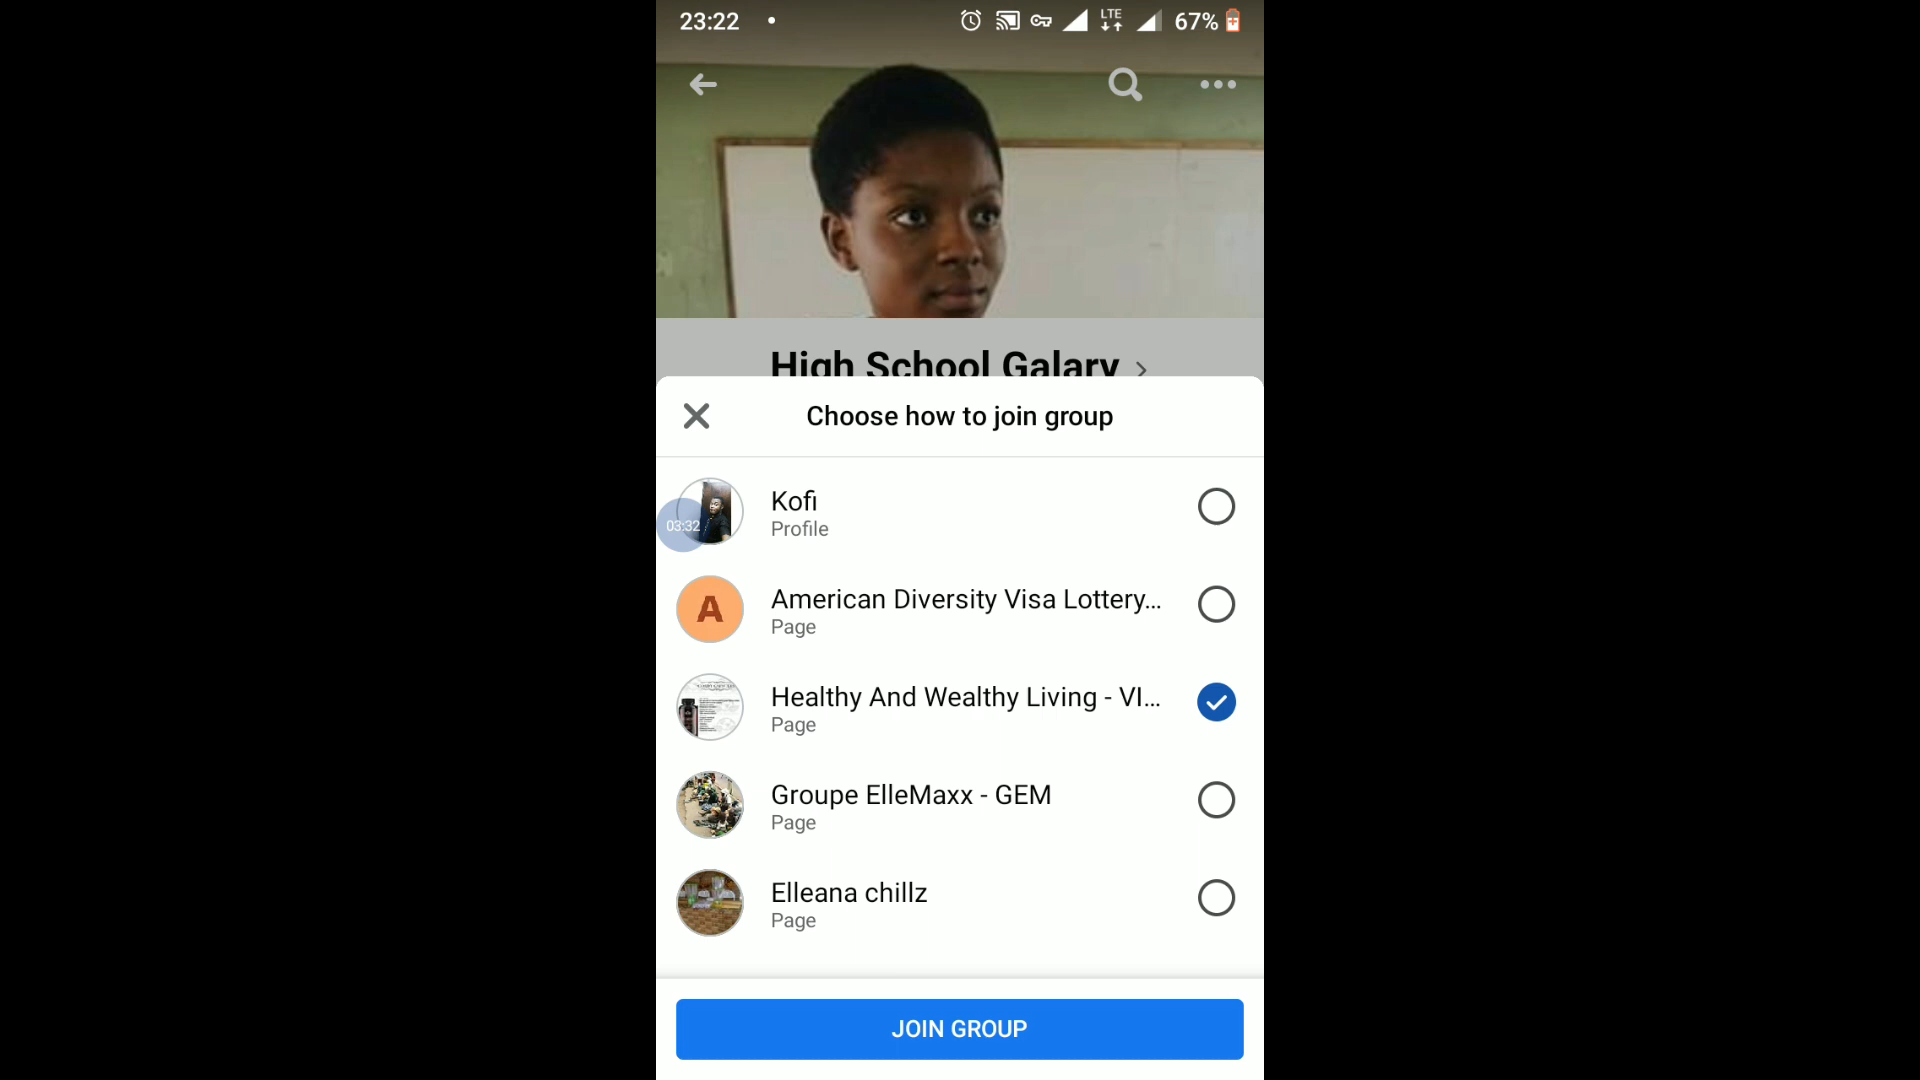 23:22
LTE
67%
High School Galary
Choose how to join group
Kofi
Profile
03:32
A
American Diversity Visa Lottery...
Page
Healthy And Wealthy Living - VI...
Page
Groupe ElleMaxx - GEM
Page
Elleana chillz
Page
JOIN GROUP